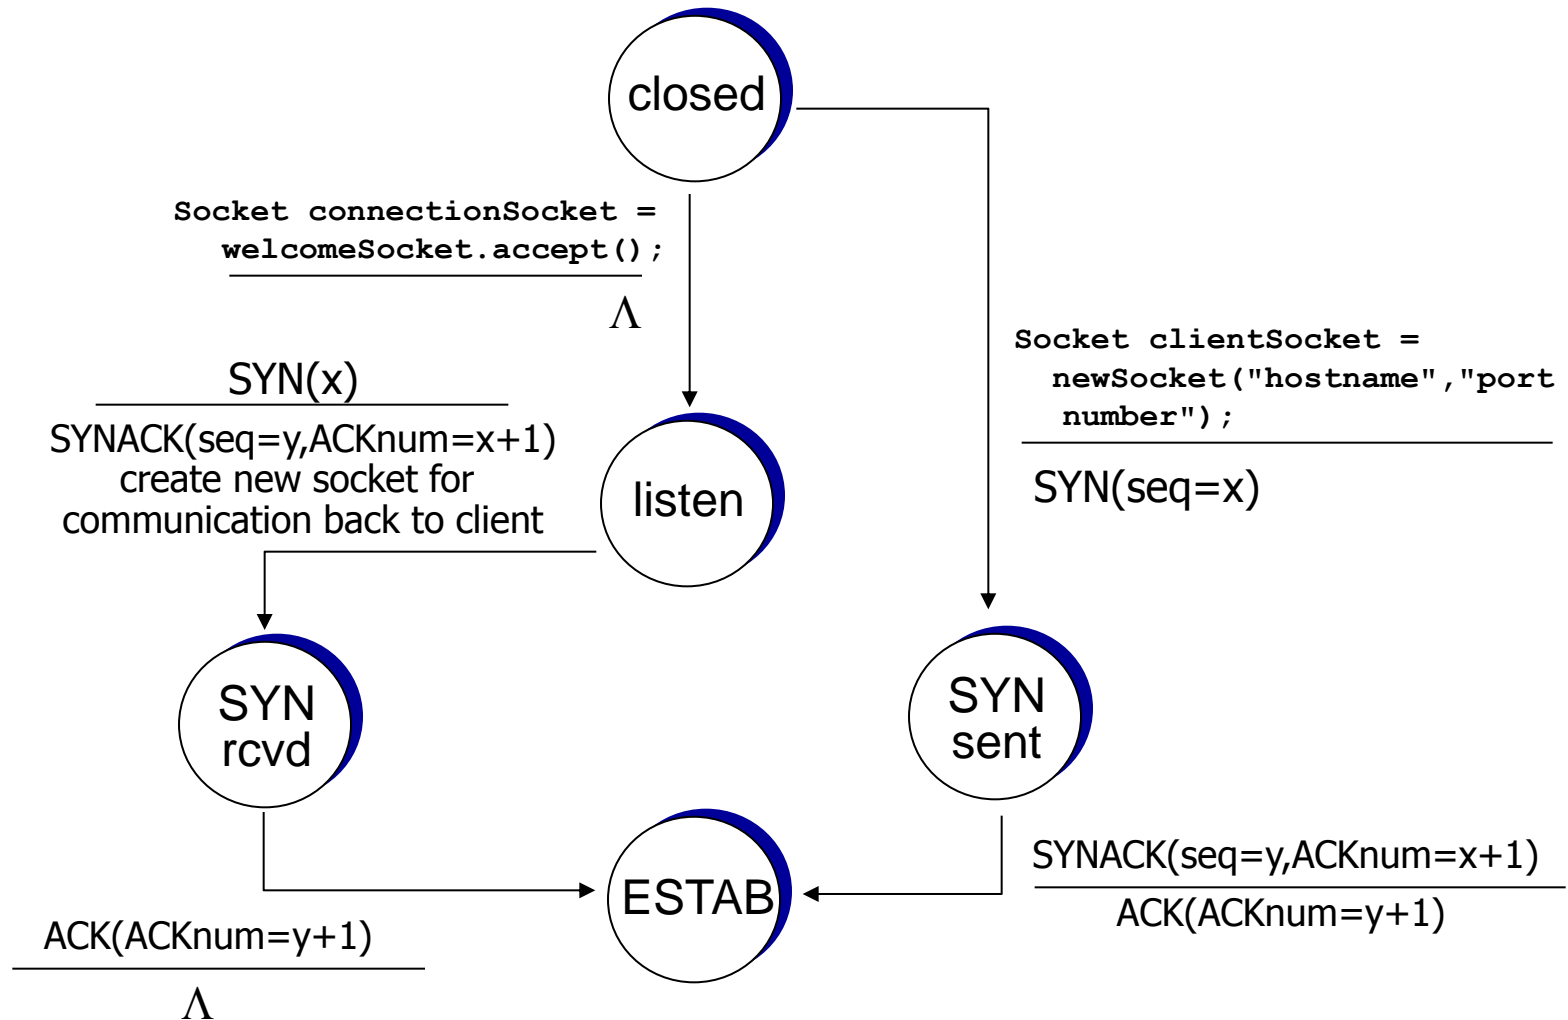 closed
Socket connectionSocket =
welcomeSocket.accept();
Λ
Socket clientSocket =
newSocket("hostname","port
number");
SYN(seq=x)
SYN(x)
SYNACK(seq=y,ACKnum=x+1)
create new socket for
communication back to client
listen
SYN
rcvd
SYN
sent
ESTAB
SYNACK(seq=y,ACKnum=x+1)
ACK(ACKnum=y+1)
ACK(ACKnum=y+1)
Λ